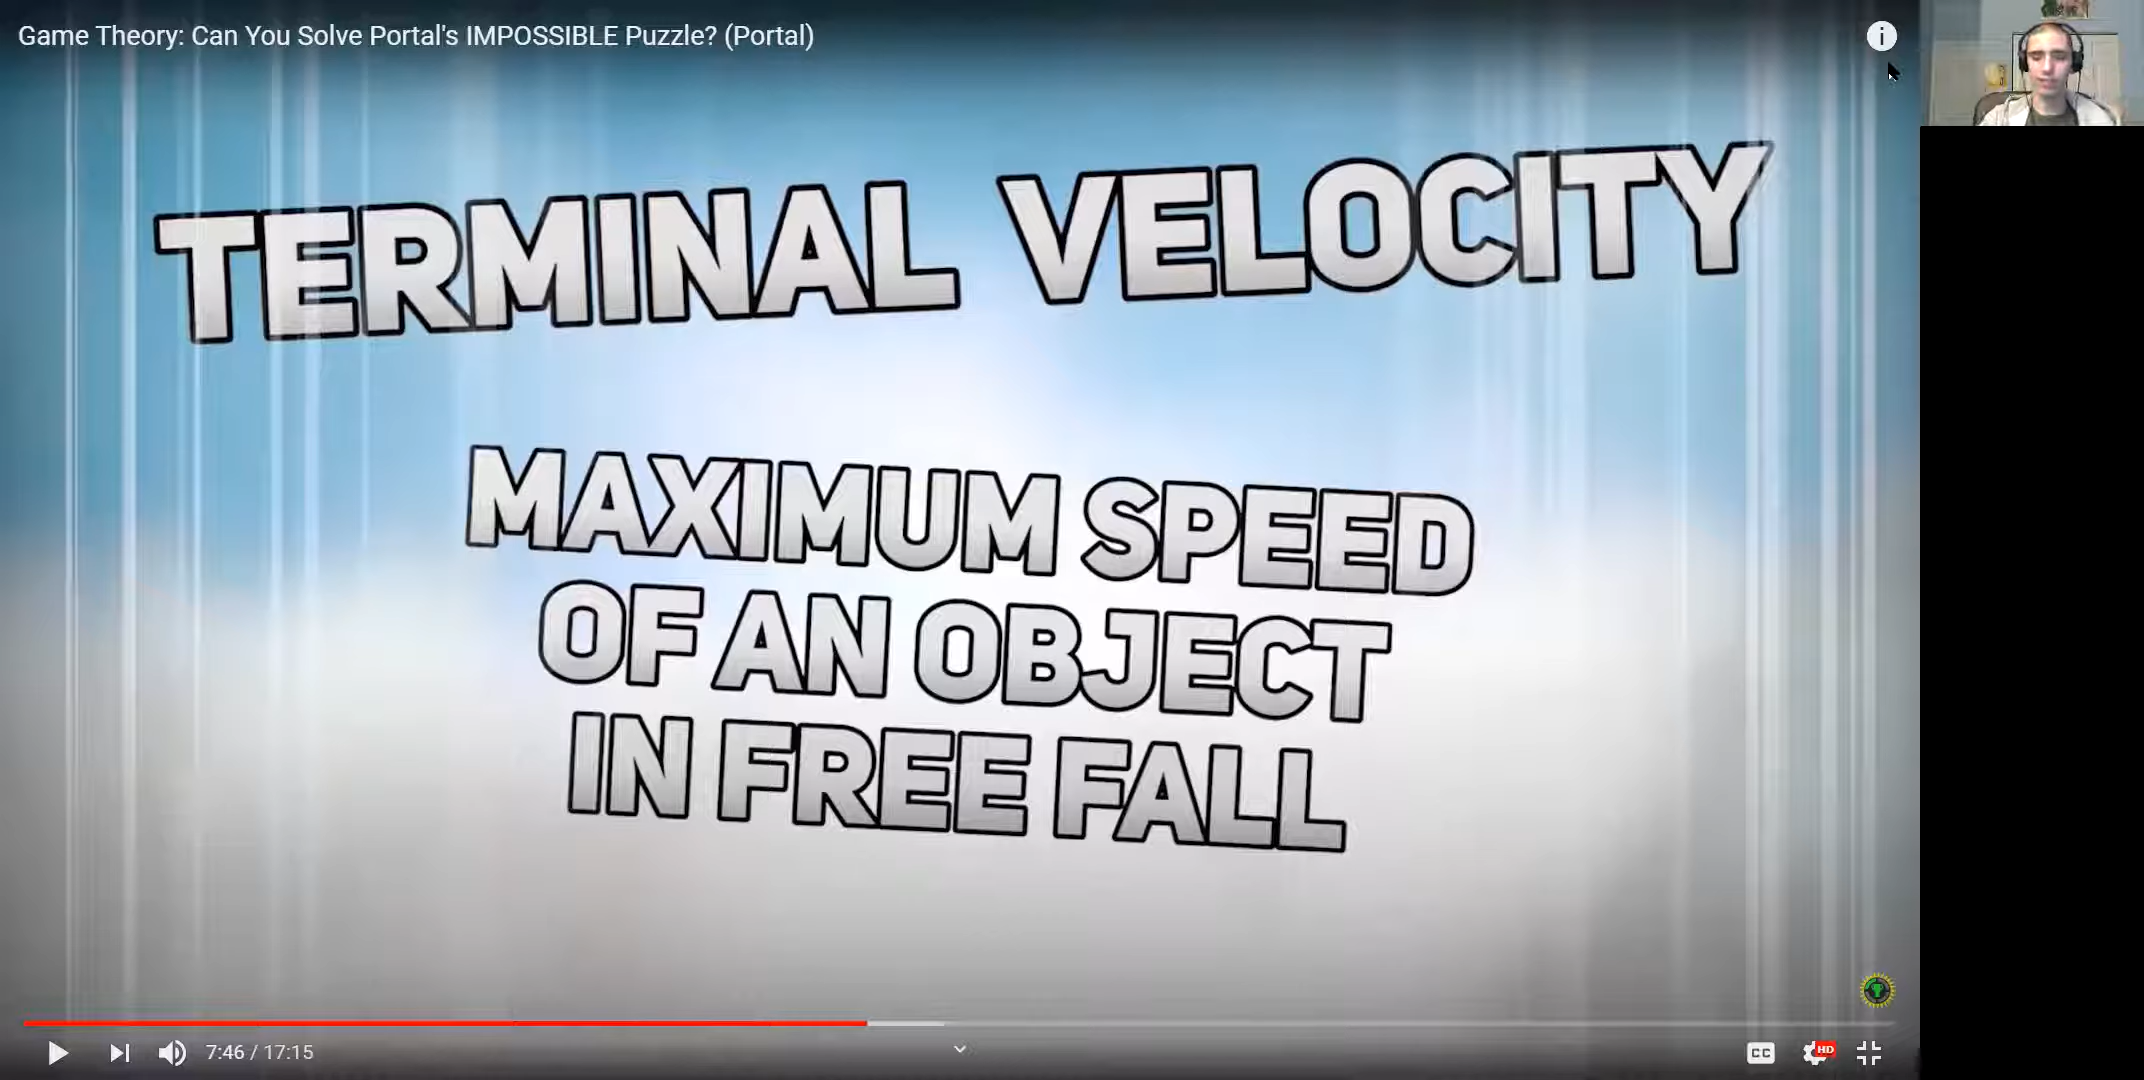 Game Theory: Can You Solve Portal's IMPOSSIBLE Puzzle? (Portal)
i
TERMINAL VELOCITY
MAXIMUM SPEED
OF AN OBJECT
IN FREE FALL
7:46 / 17:15
CC
HD